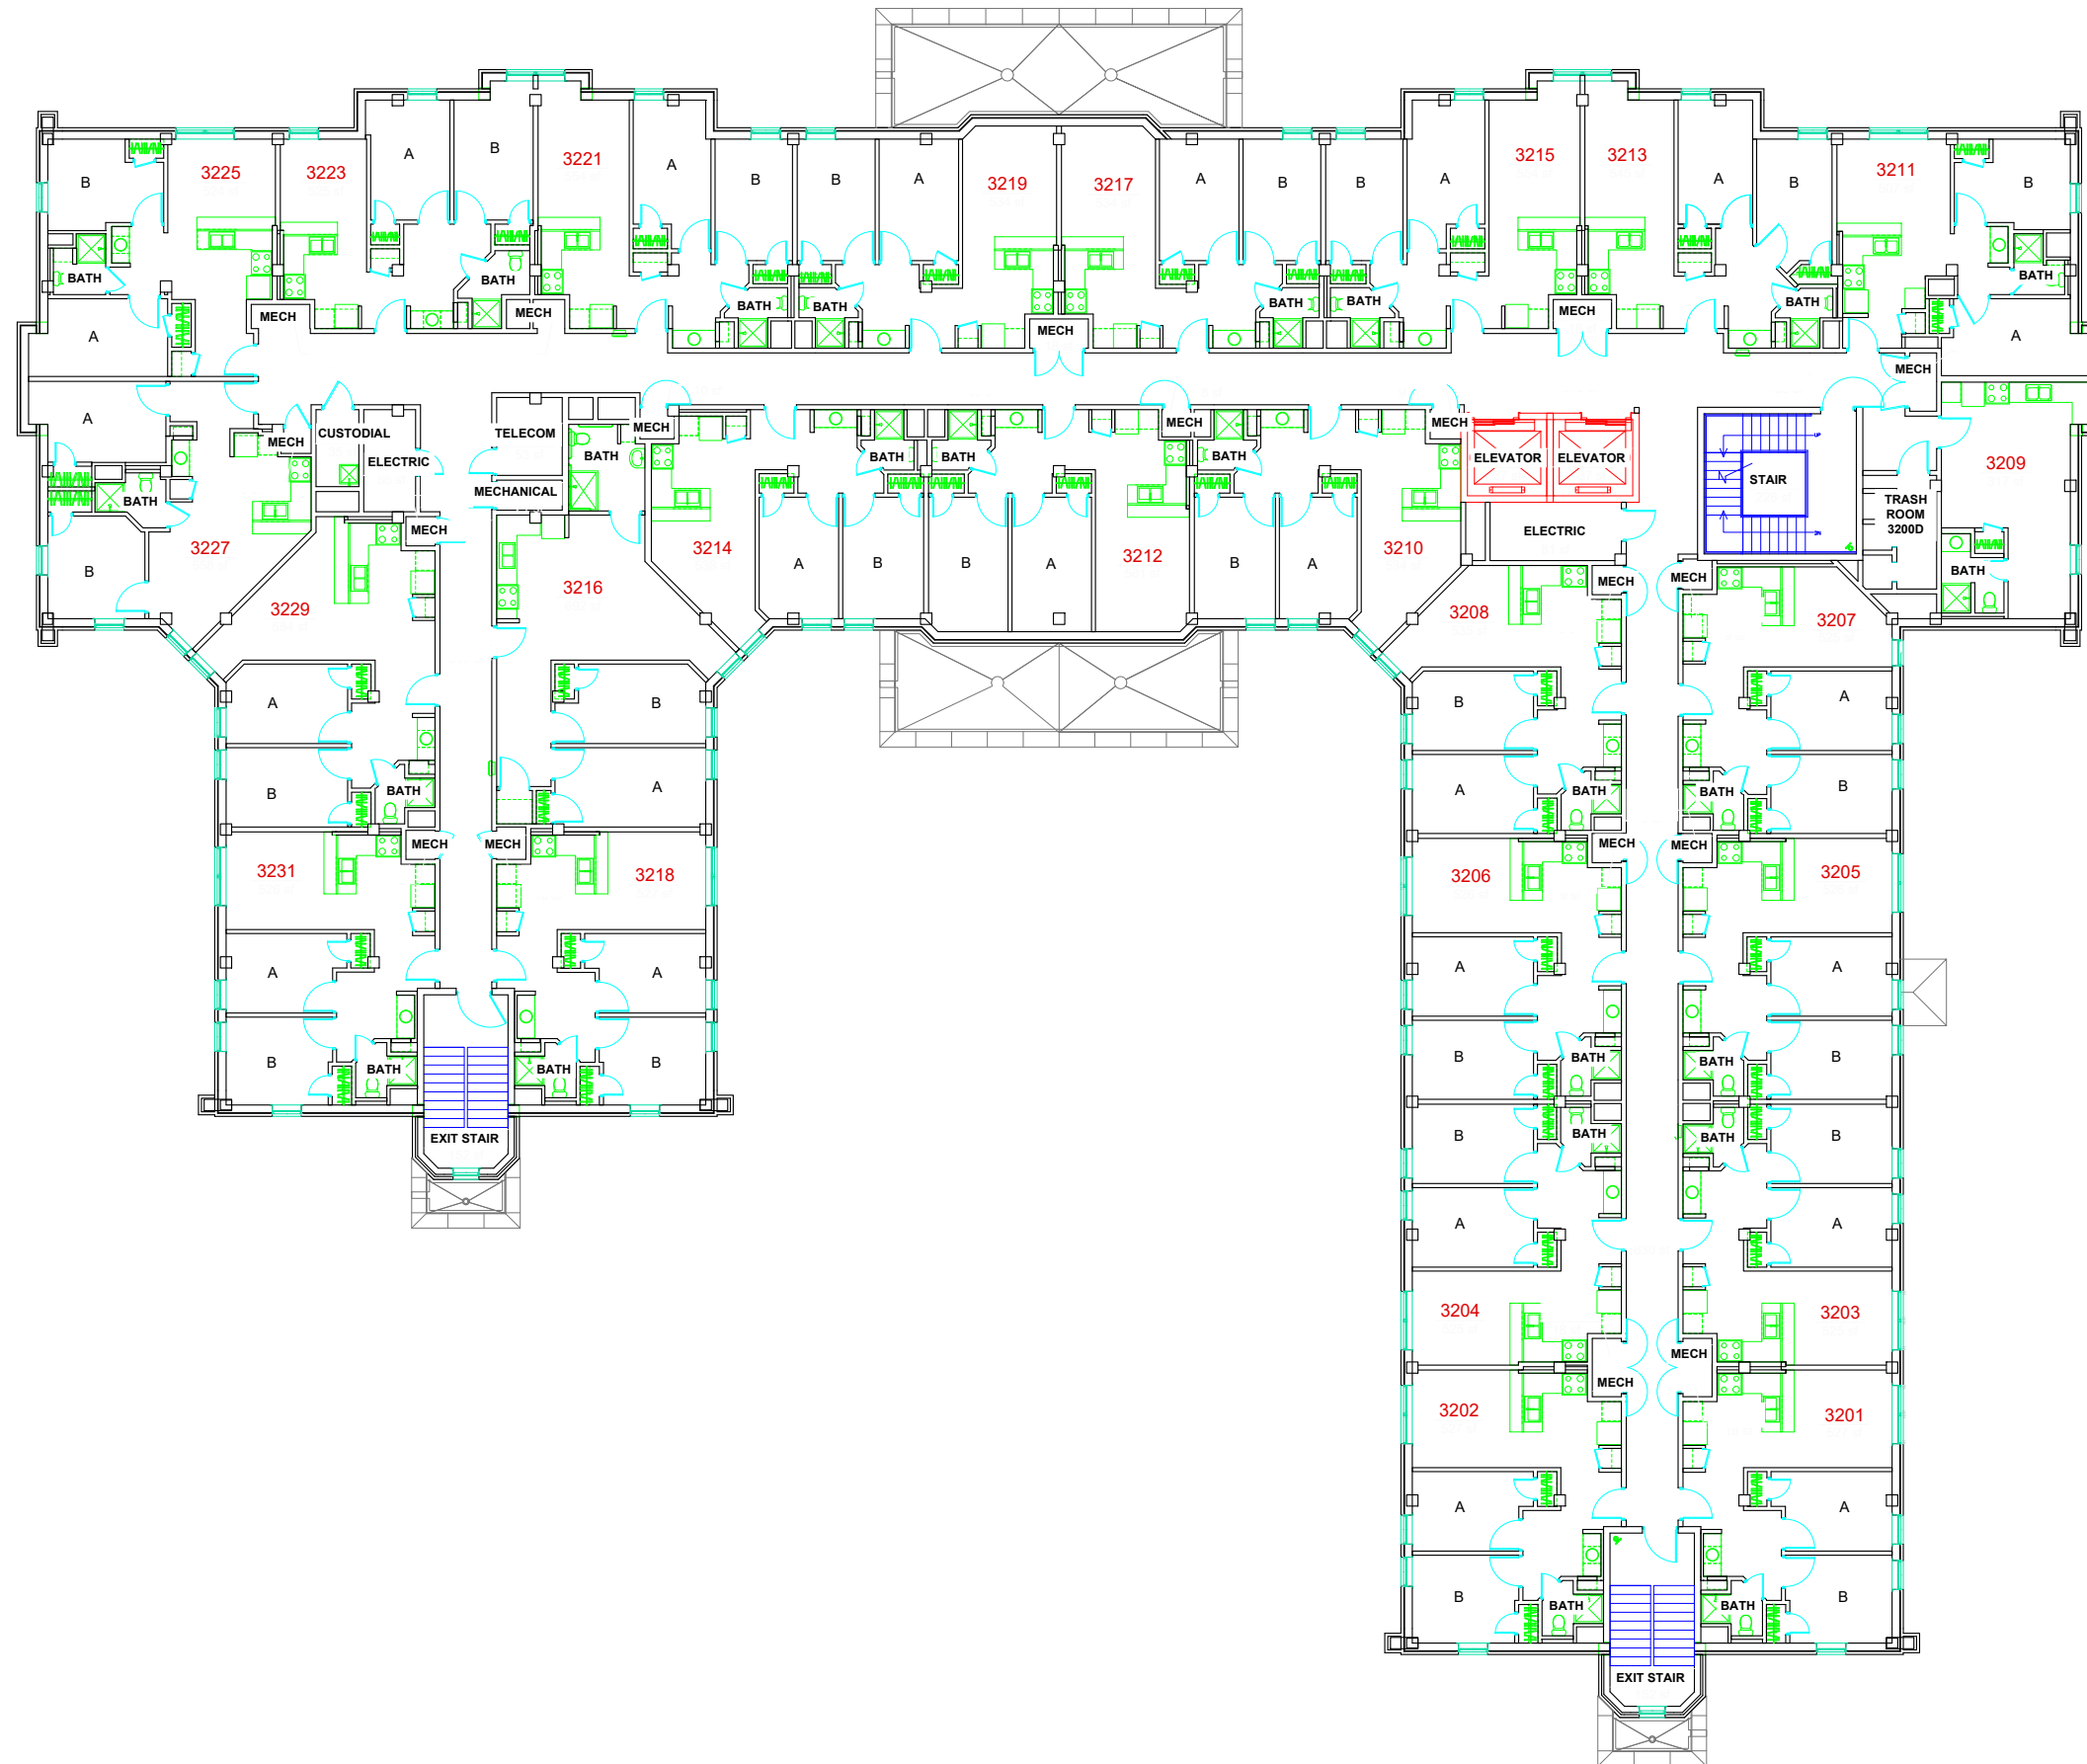 A
B
3221
A
B
B
A
3219
3217
A
B
B
A
3215
3213
A
B
3211
B
B
3225
3223
BATH
BATH
BATH
MECH
MECH
BATH
BATH
MECH
BATH
BATH
MECH
BATH
A
A
MECH
A
MECH
CUSTODIAL
ELECTRIC
TELECOM
BATH
MECH
BATH
BATH
MECH
BATH
MECH
ELEVATOR
ELEVATOR
STAIR
3209
BATH
MECHANICAL
TRASH
ROOM
3200D
MECH
ELECTRIC
3227
B
3214
A
B
B
A
3212
B
A
3210
BATH
3229
3216
3208
MECH
MECH
3207
A
B
B
A
B
A
A
B
BATH
BATH
BATH
3231
MECH
MECH
3218
3206
MECH
MECH
3205
A
A
A
A
B
B
B
B
BATH
BATH
BATH
BATH
EXIT STAIR
B
BATH
BATH
B
A
A
3204
3203
MECH
MECH
3202
3201
A
A
B
B
BATH
BATH
EXIT STAIR